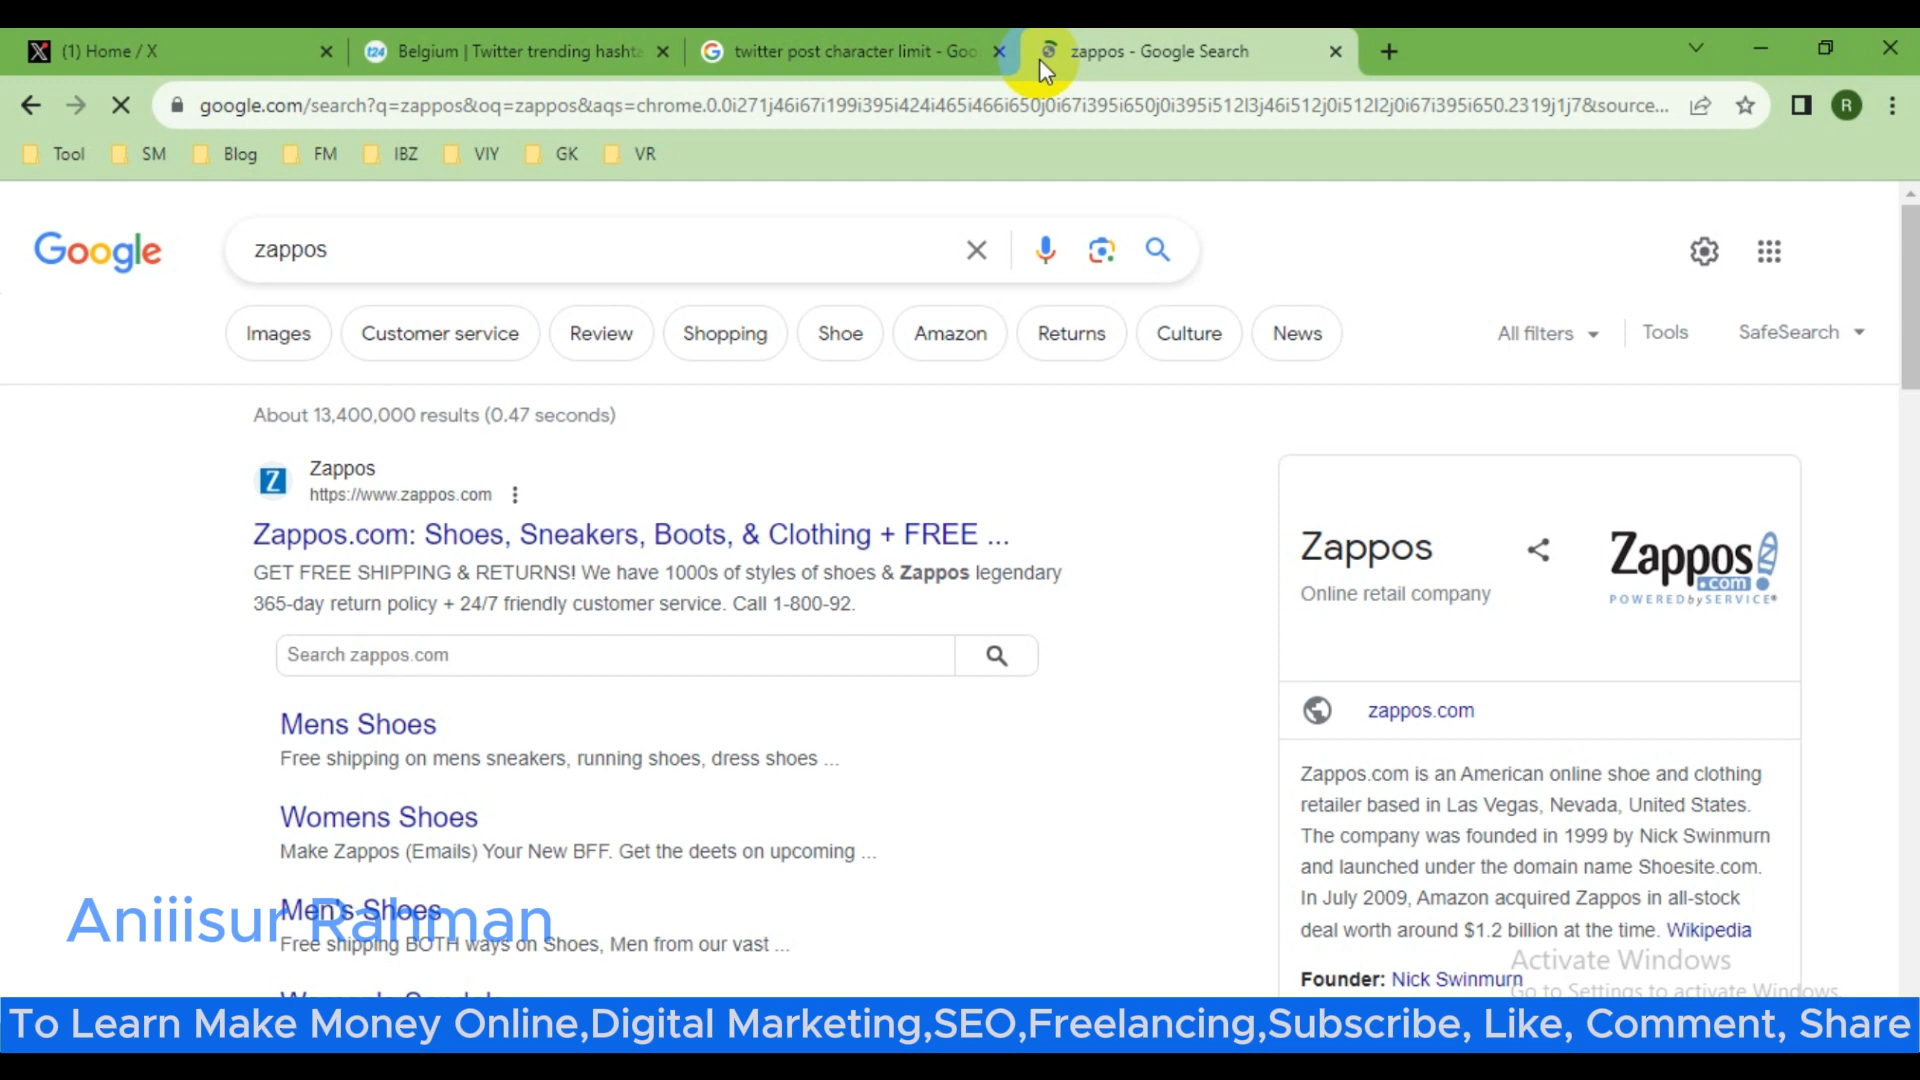 (1) Home / X
Belgium | Twitter trending hashta
twitter post character limit - Goo
zappos - Google Search
google.com/search?q=zappos&oq=zappos&aqs=chrome.0.0i271j46i67i199i395i424i465i466i650j0i67i395i650j0i395i512l3j46i512j0i512l2j0i67i395i650.2319j1j7&source...
R
Tool SM Blog FM IBZ VIY GK VR
Google
zappos
Images Customer service Review Shopping Shoe Amazon Returns Culture News All filters Tools SafeSearch
About 13,400,000 results (0.47 seconds)
Z
Zappos
https://www.zappos.com
Zappos.com: Shoes, Sneakers, Boots, & Clothing + FREE ...
GET FREE SHIPPING & RETURNS! We have 1000s of styles of shoes & Zappos legendary
365-day return policy + 24/7 friendly customer service. Call 1-800-92.
Search zappos.com
Mens Shoes
Free shipping on mens sneakers, running shoes, dress shoes ...
Womens Shoes
Make Zappos (Emails) Your New BFF. Get the deets on upcoming ...
Men's Shoes
Free shipping BOTH ways on Shoes, Men from our vast ...
Aniiisur Rahman
Zappos
Online retail company
Zappos
.com
POWERED by SERVICE®
zappos.com
Zappos.com is an American online shoe and clothing
retailer based in Las Vegas, Nevada, United States.
The company was founded in 1999 by Nick Swinmurn
and launched under the domain name Shoesite.com.
In July 2009, Amazon acquired Zappos in all-stock
deal worth around $1.2 billion at the time. Wikipedia
Founder: Nick Swinmurn
Activate Windows
Go to Settings to activate Windows.
To Learn Make Money Online,Digital Marketing,SEO,Freelancing,Subscribe, Like, Comment, Share